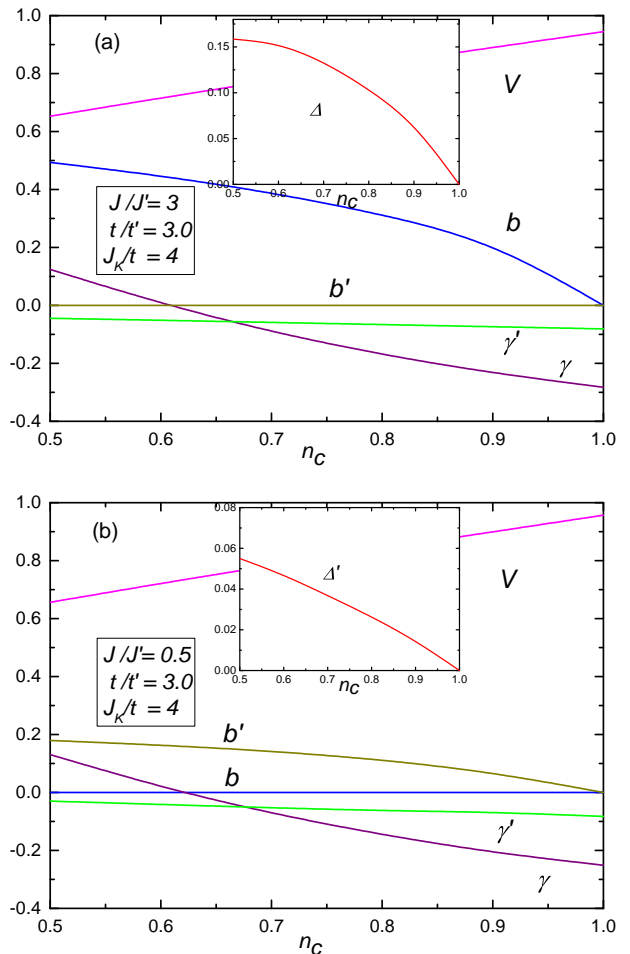 (a)
1.0
0.8
0.6
0.4
0.2
0.0
-0.2
-0.4
0.15
0.10
0.05
0.00
Δ
0.5 0.6 0.7 0.8 0.9 1.0
n_c
V
b
b'
γ'
γ
J/J'= 3
t/t'= 3.0
J_K/t = 4
0.5 0.6 0.7 0.8 0.9 1.0
n_c
(b)
1.0
0.8
0.6
0.4
0.2
0.0
-0.2
-0.4
0.08
0.06
0.04
0.02
0.00
Δ'
0.5 0.6 0.7 0.8 0.9 1.0
n_c
V
J/J'= 0.5
t/t'= 3.0
J_K/t = 4
b'
b
γ'
γ
0.5 0.6 0.7 0.8 0.9 1.0
n_c